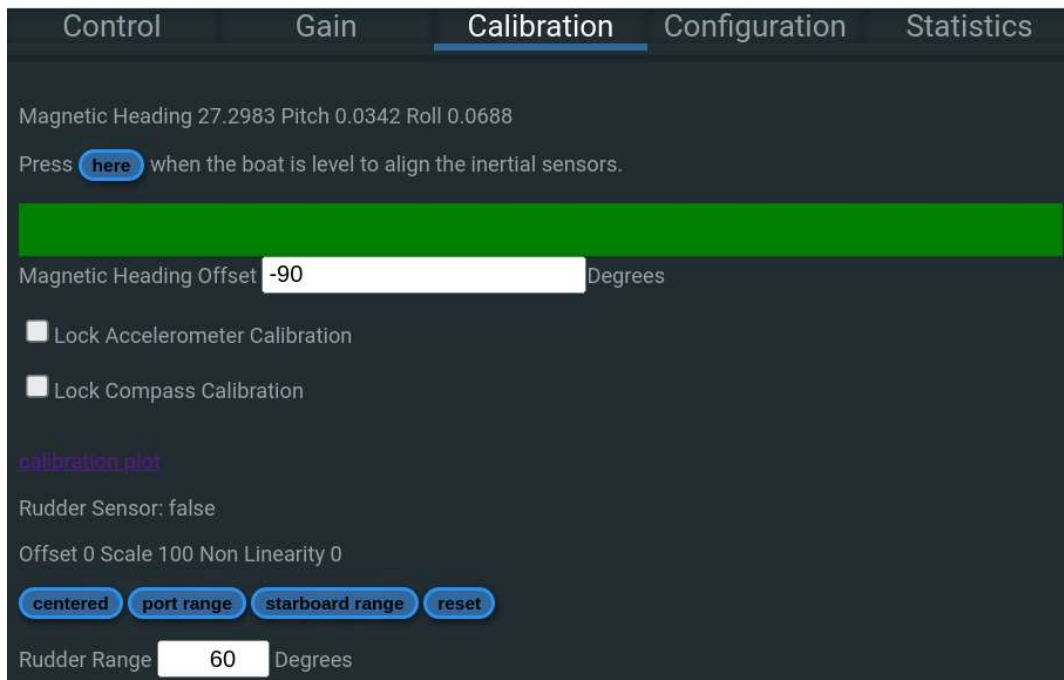 Control Gain Calibration Configuration Statistics
Magnetic Heading 27.2983 Pitch 0.0342 Roll 0.0688
Press here when the boat is level to align the inertial sensors.
Magnetic Heading Offset -90 Degrees
Lock Accelerometer Calibration
Lock Compass Calibration
calibration plot
Rudder Sensor: false
Offset 0 Scale 100 Non Linearity 0
centered port range starboard range reset
Rudder Range 60 Degrees